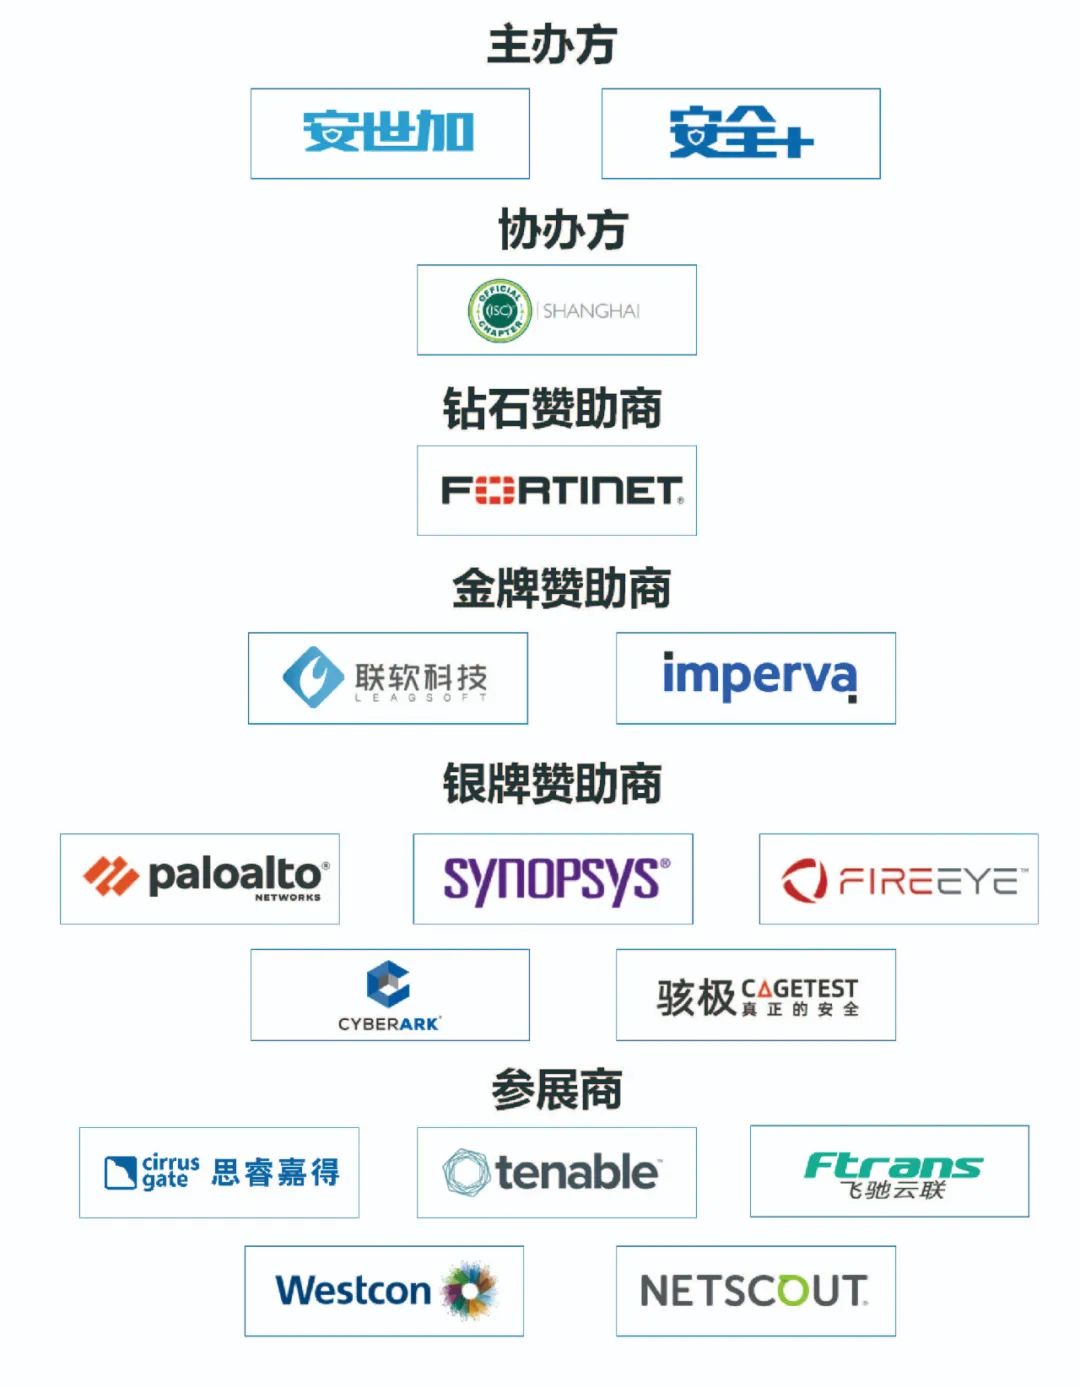 主办方
安世加
安全+
协办方
OFFICIAL (ISC)² CHAPTER SHANGHAI
钻石赞助商
FORTINET®
金牌赞助商
联软科技
LEAGSOFT
imperva
银牌赞助商
paloalto®
NETWORKS
SYNOPSYS®
FIREEYE™
CYBERARK®
骇极 CAGETEST
真正的安全
参展商
cirrus
gate 思睿嘉得
tenable™
Ftrans
飞驰云联
Westcon
NETSCOUT®